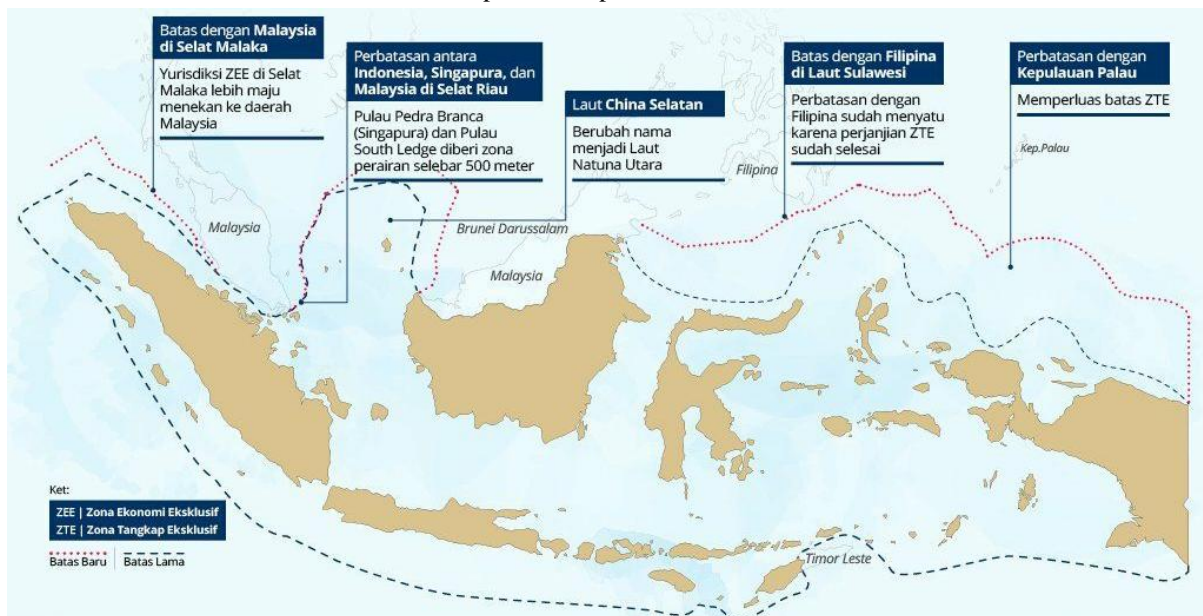 Batas dengan Malaysia
di Selat Malaka
Yurisdiksi ZEE di Selat
Malaka lebih maju
menekan ke daerah
Malaysia
Perbatasan antara
Indonesia, Singapura, dan
Malaysia di Selat Riau
Pulau Pedra Branca
(Singapura) dan Pulau
South Ledge diberi zona
perairan selebar 500 meter
Laut China Selatan
Berubah nama
menjadi Laut
Natuna Utara
Batas dengan Filipina
di Laut Sulawesi
Perbatasan dengan
Filipina sudah menyatu
karena perjanjian ZTE
sudah selesai
Perbatasan dengan
Kepulauan Palau
Memperluas batas ZTE
Kep.Palau
Filipina
Malaysia
Brunei Darussalam
Malaysia
Timor Leste
Ket:
ZEE | Zona Ekonomi Eksklusif
ZTE | Zona Tangkap Eksklusif
Batas Baru | Batas Lama